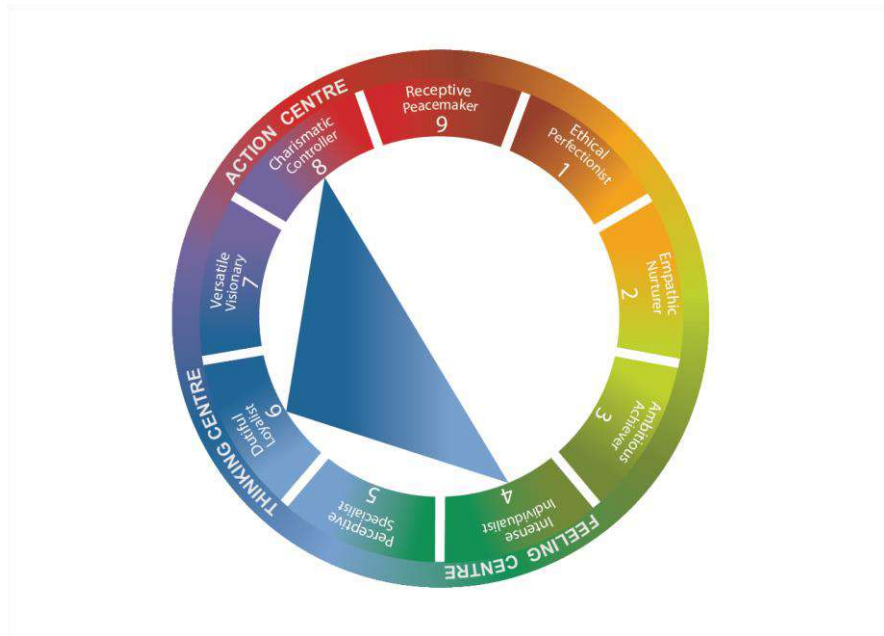 ACTION CENTRE
Receptive
Peacemaker
9
Ethical
Perfectionist
1
Empathic
Nurturer
2
Ambitious
Achiever
3
FEELING CENTRE
Intense
Individualist
4
Perceptive
Specialist
5
THINKING CENTRE
Dutiful
Loyalist
6
Versatile
Visionary
7
Charismatic
Controller
8